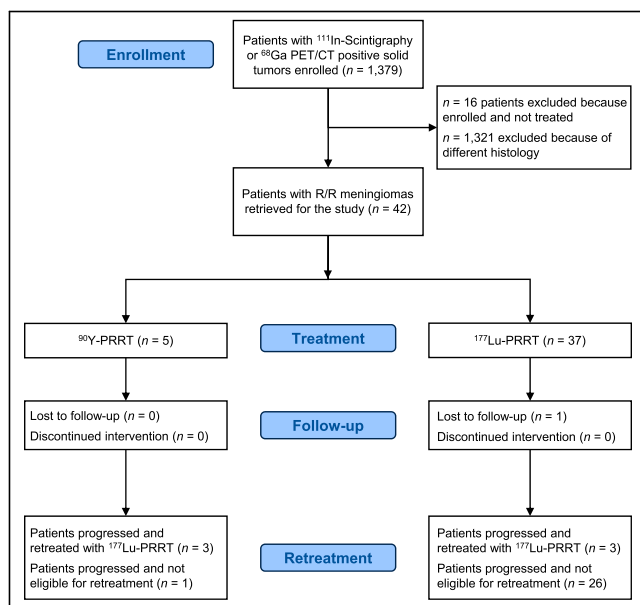 Enrollment
Patients with ¹¹¹In-Scintigraphy
or ⁶⁸Ga PET/CT positive solid
tumors enrolled (n = 1,379)
n = 16 patients excluded because
enrolled and not treated
n = 1,321 excluded because of
different histology
Patients with R/R meningiomas
retrieved for the study (n = 42)
⁹⁰Y-PRRT (n = 5)
Treatment
¹⁷⁷Lu-PRRT (n = 37)
Lost to follow-up (n = 0)
Discontinued intervention (n = 0)
Follow-up
Lost to follow-up (n = 1)
Discontinued intervention (n = 0)
Patients progressed and
retreated with ¹⁷⁷Lu-PRRT (n = 3)
Patients progressed and not
eligible for retreatment (n = 1)
Retreatment
Patients progressed and
retreated with ¹⁷⁷Lu-PRRT (n = 3)
Patients progressed and not
eligible for retreatment (n = 26)